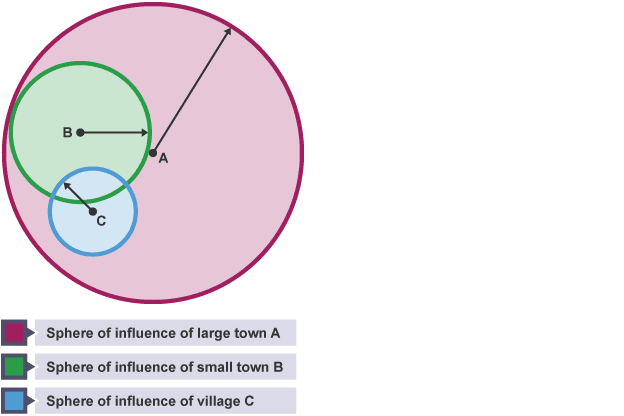 B
A
C
Sphere of influence of large town A
Sphere of influence of small town B
Sphere of influence of village C